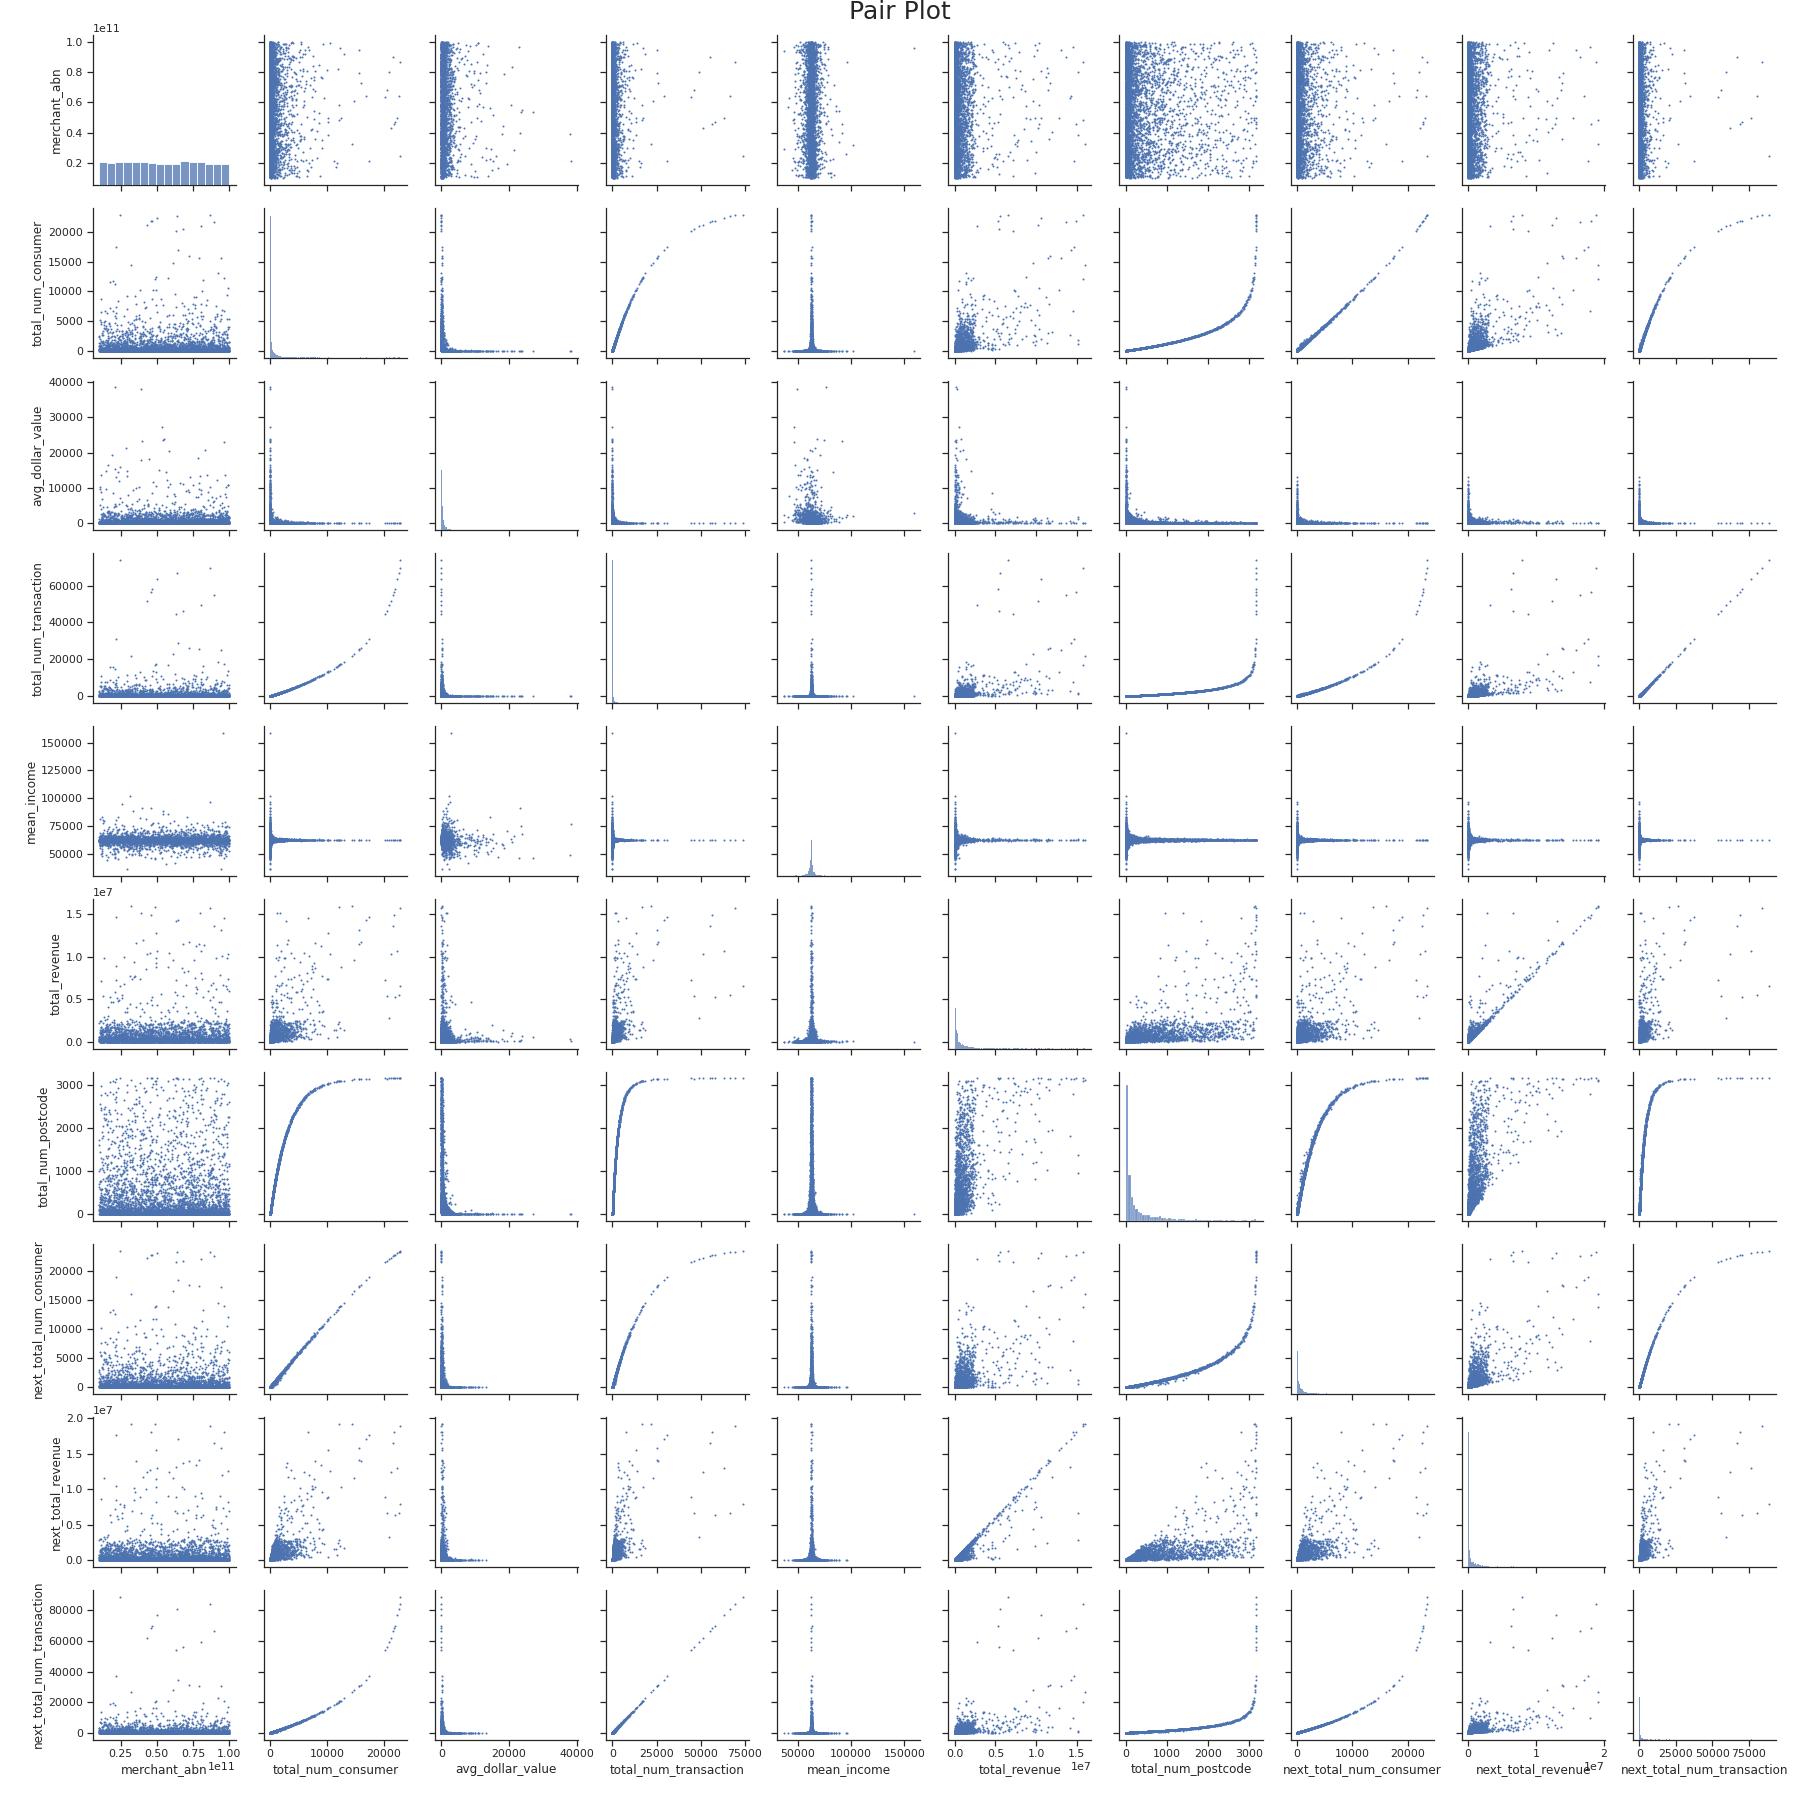 Pair Plot
1e11
1.0
0.8
0.6
0.4
0.2
merchant_abn
20000
15000
10000
5000
0
total_num_consumer
40000
30000
20000
10000
0
avg_dollar_value
60000
40000
20000
0
total_num_transaction
150000
125000
100000
75000
50000
mean_income
1e7
1.5
1.0
0.5
0.0
total_revenue
3000
2000
1000
0
total_num_postcode
20000
15000
10000
5000
0
next_total_num_consumer
1e7
2.0
1.5
1.0
0.5
0.0
next_total_revenue
80000
60000
40000
20000
0
next_total_num_transaction
0.25 0.50 0.75 1.00 0 10000 20000 0 20000 40000 0 25000 50000 75000 50000 100000 150000 0.0 0.5 1.0 1.5 0 1000 2000 3000 0 10000 20000 0 1 2 0 25000 50000 75000
merchant_abn 1e11 total_num_consumer avg_dollar_value total_num_transaction mean_income total_revenue 1e7 total_num_postcode next_total_num_consumer next_total_revenue 1e7 next_total_num_transaction